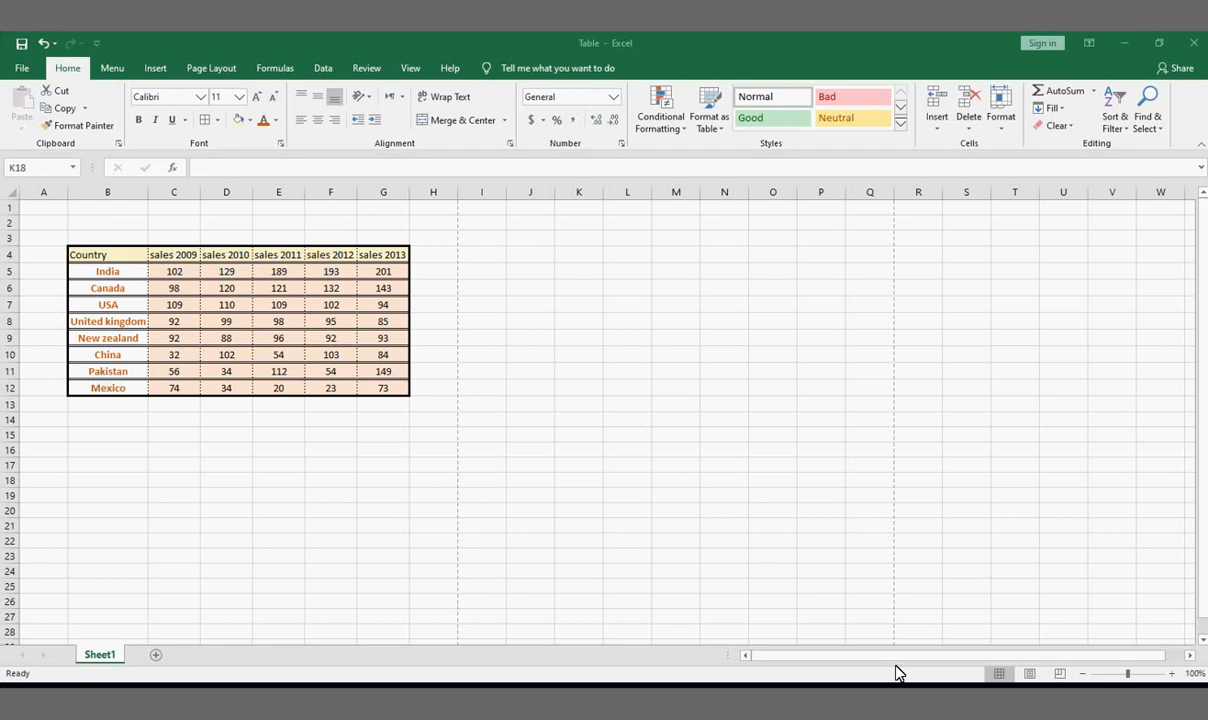 Table - Excel
Sign in
File Home Menu Insert Page Layout Formulas Data Review View Help Tell me what you want to do Share
Paste
Cut
Copy
Format Painter
Clipboard
Calibri 11
B I U
Font
Wrap Text
Merge & Center
Alignment
General
$ % ,
Number
Conditional Formatting
Format as Table
Normal Bad
Good Neutral
Styles
Insert Delete Format
Cells
AutoSum
Fill
Clear
Sort & Filter
Find & Select
Editing
K18 fx
A B C D E F G H I J K L M N O P Q R S T U V W
1
2
3
4 Country sales 2009 sales 2010 sales 2011 sales 2012 sales 2013
5 India 102 129 189 193 201
6 Canada 98 120 121 132 143
7 USA 109 110 109 102 94
8 United kingdom 92 99 98 95 85
9 New zealand 92 88 96 92 93
10 China 32 102 54 103 84
11 Pakistan 56 34 112 54 149
12 Mexico 74 34 20 23 73
13
14
15
16
17
18
19
20
21
22
23
24
25
26
27
28
Sheet1
Ready 100%